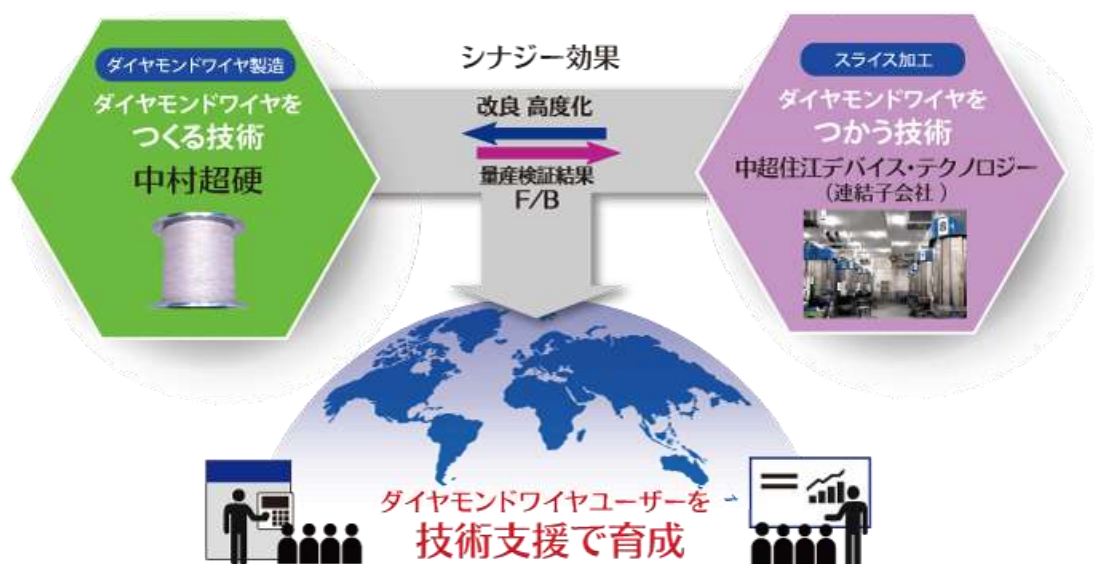 ダイヤモンドワイヤ製造
ダイヤモンドワイヤを
つくる技術
中村超硬
シナジー効果
改良 高度化
量産検証結果
F/B
スライス加工
ダイヤモンドワイヤを
つかう技術
中超住江デバイス・テクノロジー
(連結子会社)
8
ダイヤモンドワイヤユーザーを
技術支援で育成